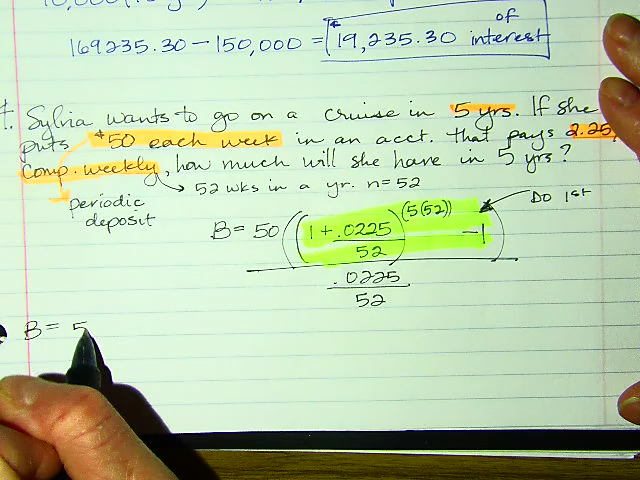 169235.30 - 150,000 = $19,235.30 of interest
Sylvia wants to go on a cruise in 5 yrs. If she
puts $50 each week in an acct. that pays 2.25
comp. weekly, how much will she have in 5 yrs?
52 wks in a yr. n=52
periodic deposit
Do 1st
B = 50((1 + .0225/52)^(5(52)) - 1)
.0225
52
B = 5